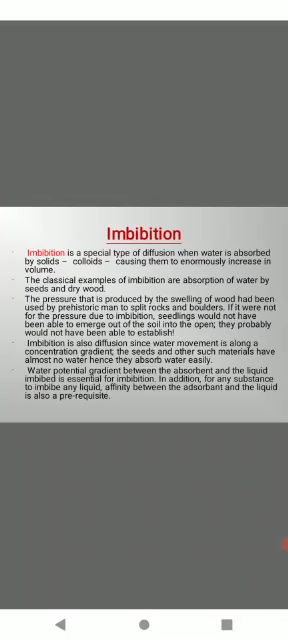 Imbibition
- Imbibition is a special type of diffusion when water is absorbed
by solids – colloids – causing them to enormously increase in
volume.
- The classical examples of imbibition are absorption of water by
seeds and dry wood.
- The pressure that is produced by the swelling of wood had been
used by prehistoric man to split rocks and boulders. If it were not
for the pressure due to imbibition, seedlings would not have
been able to emerge out of the soil into the open; they probably
would not have been able to establish!
- Imbibition is also diffusion since water movement is along a
concentration gradient; the seeds and other such materials have
almost no water hence they absorb water easily.
- Water potential gradient between the absorbent and the liquid
imbibed is essential for imbibition. In addition, for any substance
to imbibe any liquid, affinity between the adsorbant and the liquid
is also a pre-requisite.